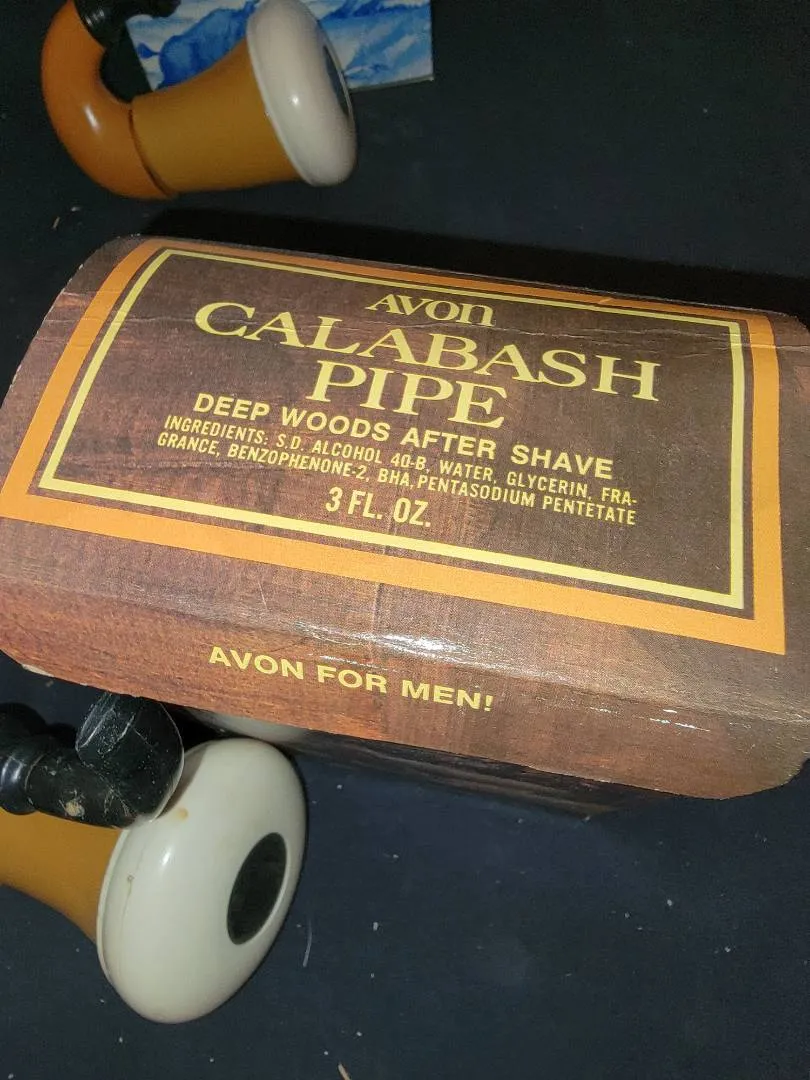 AVON
CALABASH
PIPE
DEEP WOODS AFTER SHAVE
INGREDIENTS: S.D. ALCOHOL 40-B, WATER, GLYCERIN, FRA-
GRANCE, BENZOPHENONE-2, BHA, PENTASODIUM PENTETATE
3 FL. OZ.
AVON FOR MEN!